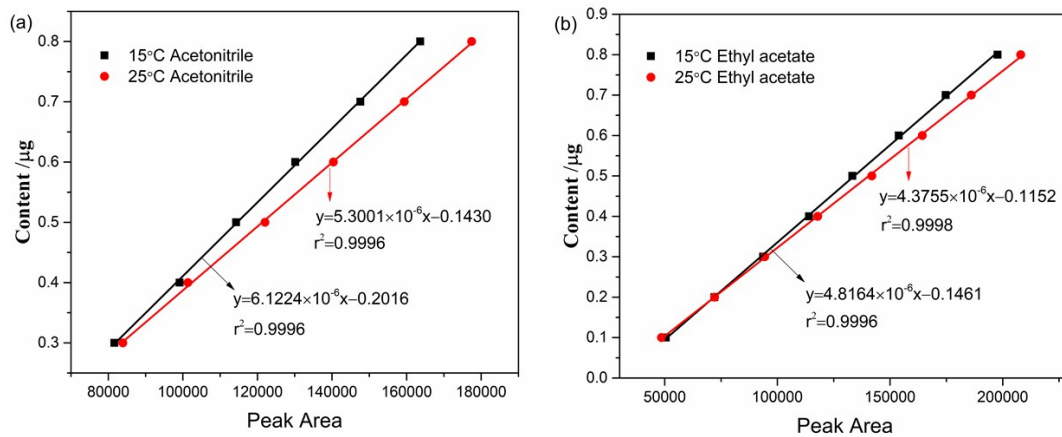 (a)
15°C Acetonitrile
25°C Acetonitrile
0.8
0.7
0.6
0.5
0.4
0.3
Content /μg
y=5.3001×10⁻⁶x−0.1430
r²=0.9996
y=6.1224×10⁻⁶x−0.2016
r²=0.9996
80000 100000 120000 140000 160000 180000
Peak Area
(b)
15°C Ethyl acetate
25°C Ethyl acetate
0.9
0.8
0.7
0.6
0.5
0.4
0.3
0.2
0.1
0.0
Content /μg
y=4.3755×10⁻⁶x−0.1152
r²=0.9998
y=4.8164×10⁻⁶x−0.1461
r²=0.9996
50000 100000 150000 200000
Peak Area